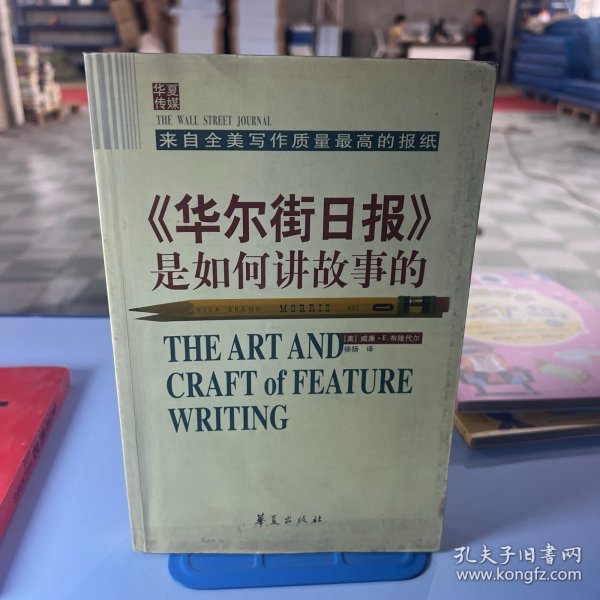 华夏
传媒
THE WALL STREET JOURNAL
来自全美写作质量最高的报纸
《华尔街日报》
是如何讲故事的
BRAND MORRIS 655
[美] 威廉·E.布隆代尔
徐扬 译
THE ART AND
CRAFT of FEATURE
WRITING
华夏出版社
孔夫子旧书网
www.kongfz.com